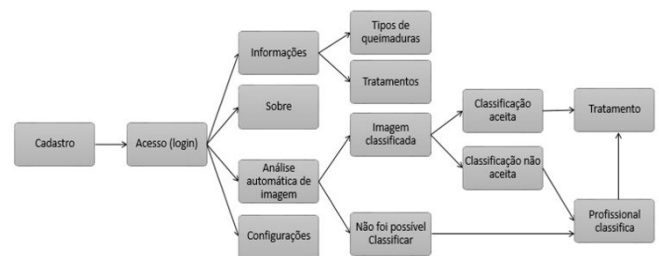 Cadastro
Acesso (login)
Informações
Sobre
Análise
automática de
imagem
Configurações
Tipos de
queimaduras
Tratamentos
Imagem
classificada
Não foi possível
Classificar
Classificação
aceita
Classificação não
aceita
Tratamento
Profissional
classifica